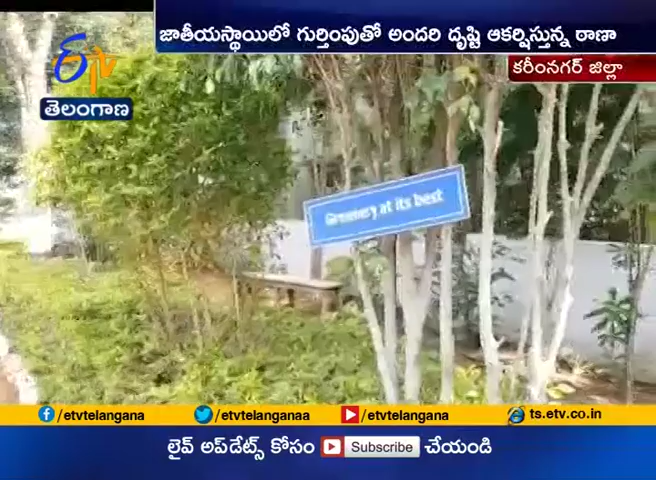 జాతీయస్థాయిలో గుర్తింపుతో అందరి దృష్టి ఆకర్షిస్తున్న ఠాణా
కరీంనగర్ జిల్లా
ETV
తెలంగాణ
Greenery at its best
/etvtelangana
/etvtelanganaa
/etvtelangana
ts.etv.co.in
లైవ్ అప్‌డేట్స్ కోసం Subscribe చేయండి